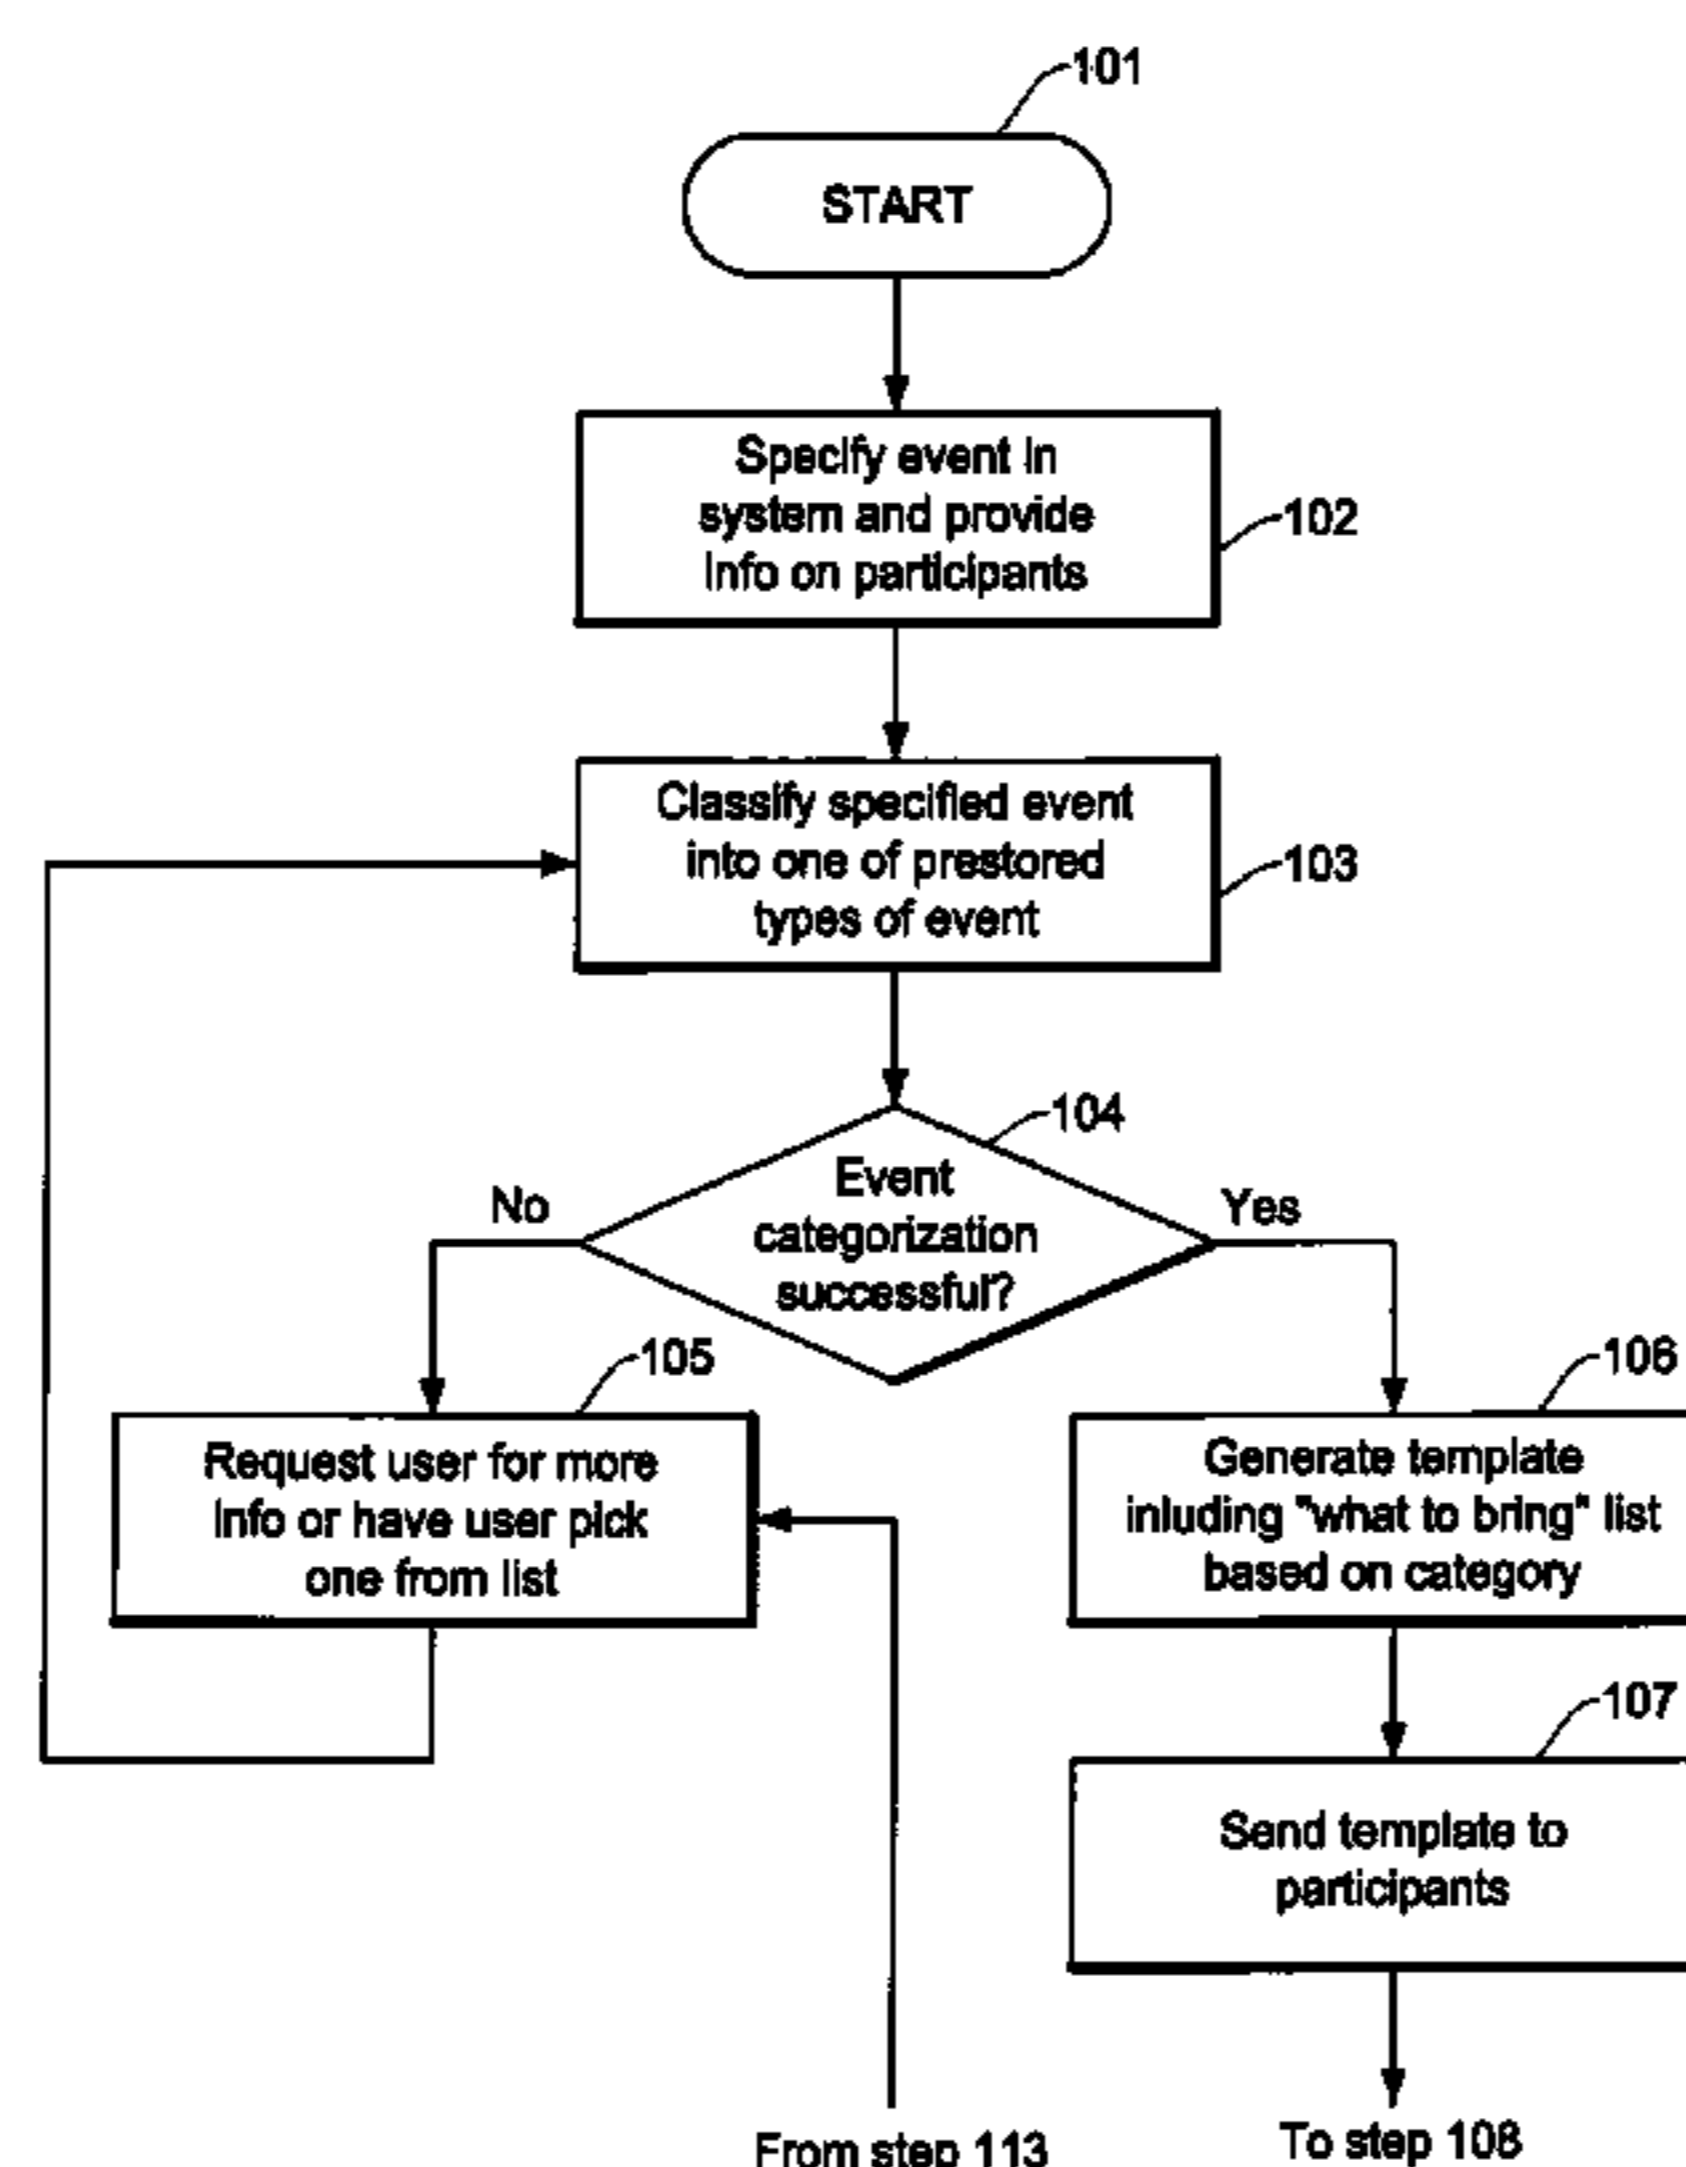 101
START
Specify event in
system and provide
info on participants
102
Classify specified event
into one of prestored
types of event
103
104
Event
categorization
successful?
No
Yes
105
Request user for more
info or have user pick
one from list
106
Generate template
inluding "what to bring" list
based on category
107
Send template to
participants
From step 113
To step 108